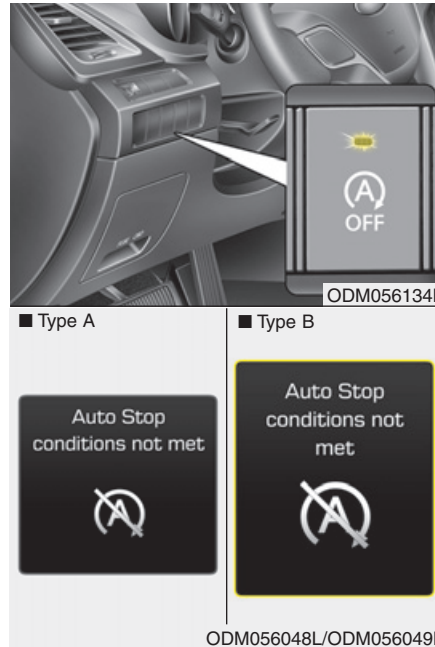 A
OFF
ODM056134L
■ Type A
■ Type B
Auto Stop
conditions not met
A
Auto Stop
conditions not
met
A
ODM056048L/ODM056049L